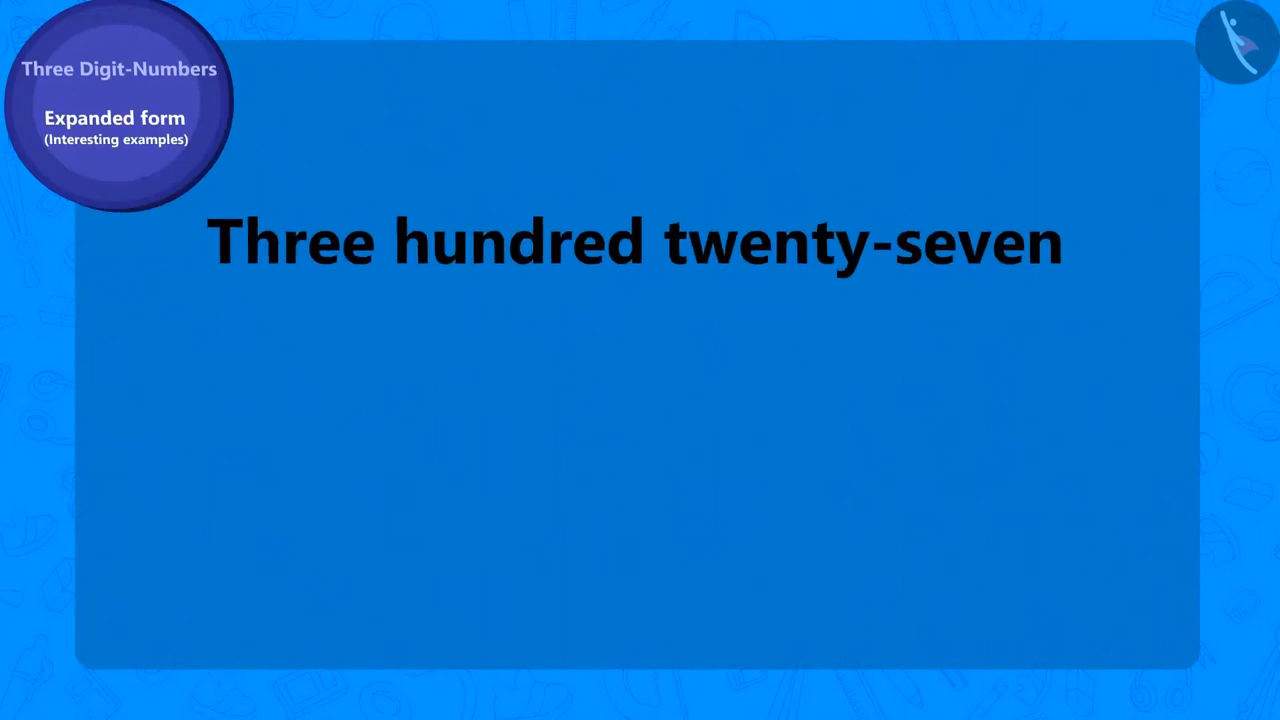 Three Digit-Numbers
Expanded form
(Interesting examples)
Three hundred twenty-seven